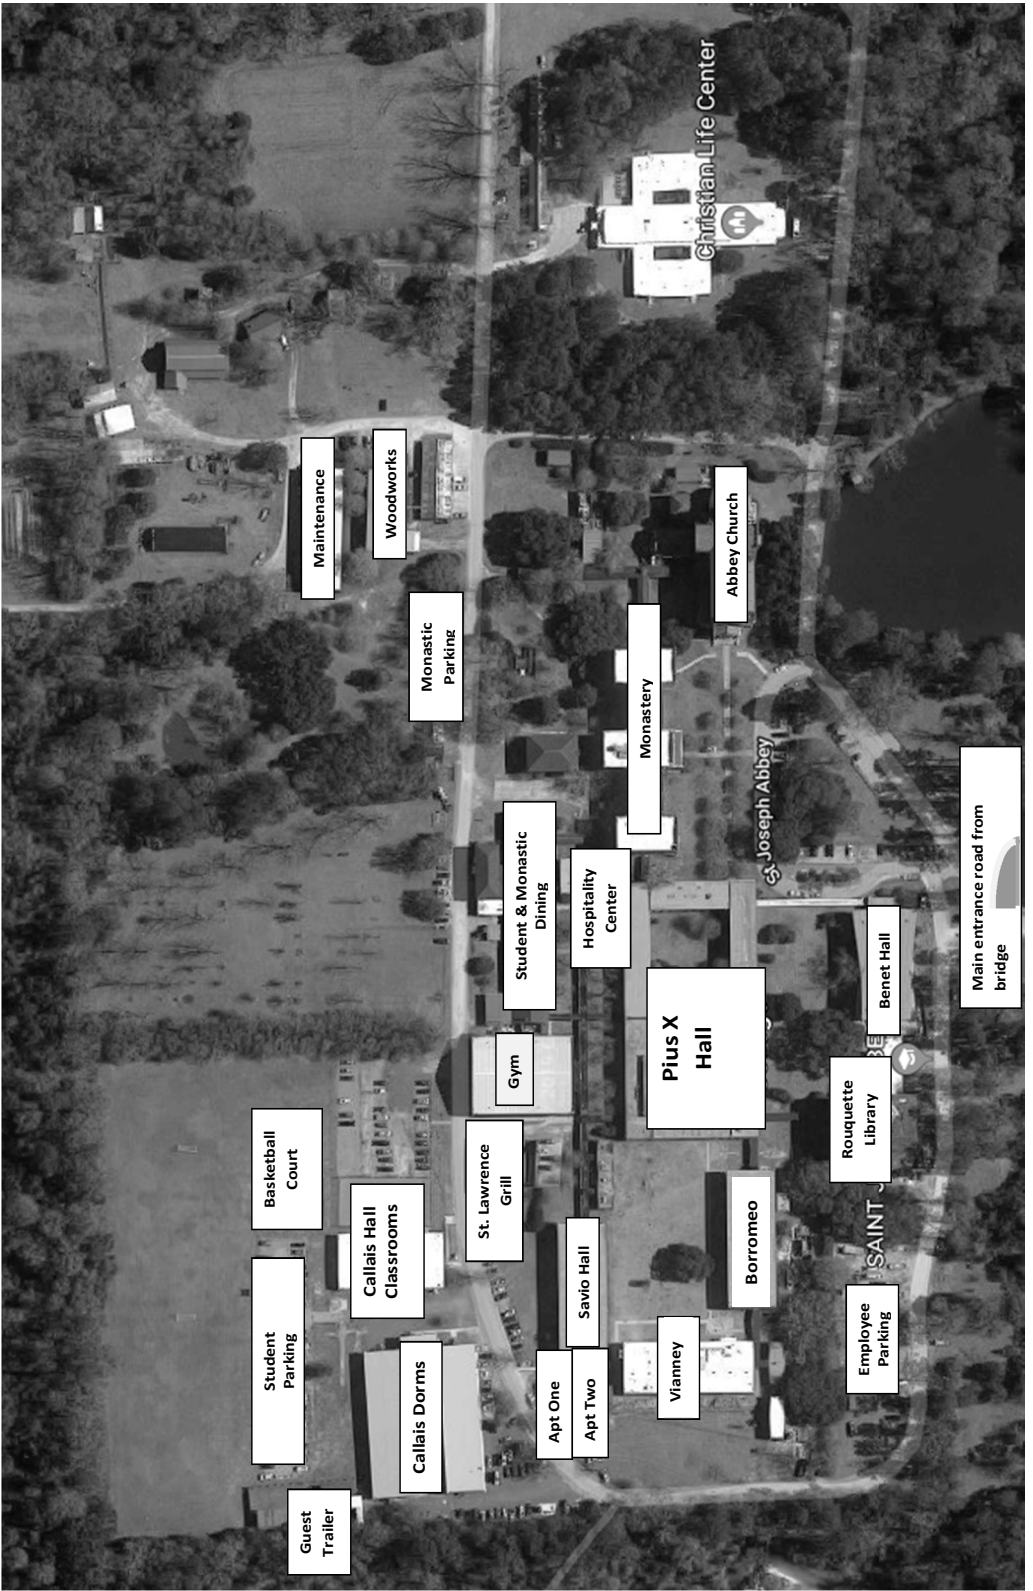 Guest
Trailer
Student
Parking
Basketball
Court
Maintenance
Callais Hall
Classrooms
Woodworks
Callais Dorms
Monastic
Parking
St. Lawrence
Grill
Gym
Student & Monastic
Dining
Apt One
Apt Two
Savio Hall
Hospitality
Center
Monastery
Vianney
Pius X
Hall
Borromeo
Abbey Church
Christian Life Center
St Joseph Abbey
Rouquette
Library
Employee
Parking
Benet Hall
SAINT J
BE
Main entrance road from
bridge